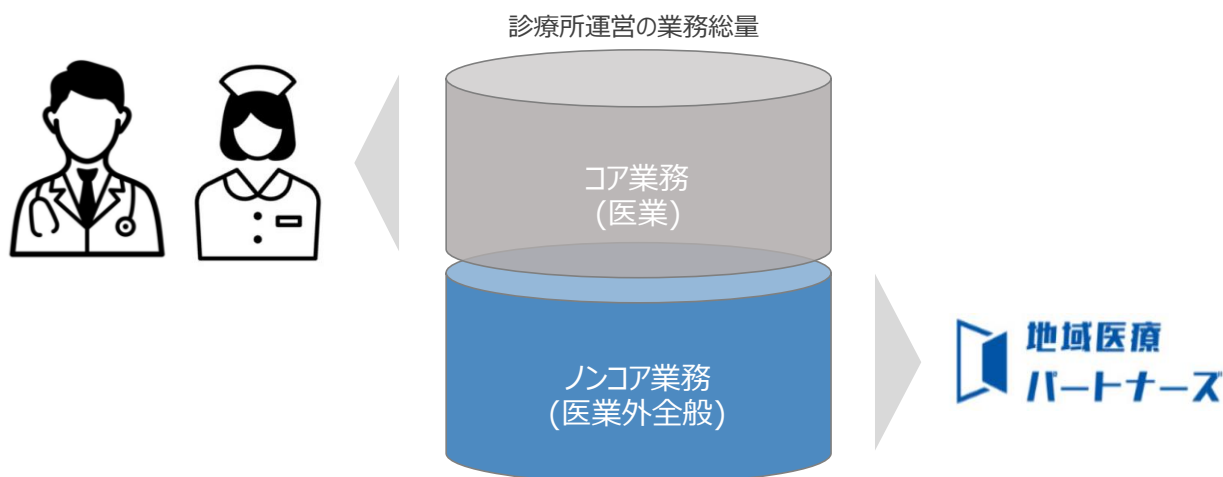 診療所運営の業務総量
コア業務
(医業)
ノンコア業務
(医業外全般)
地域医療
パートナーズ